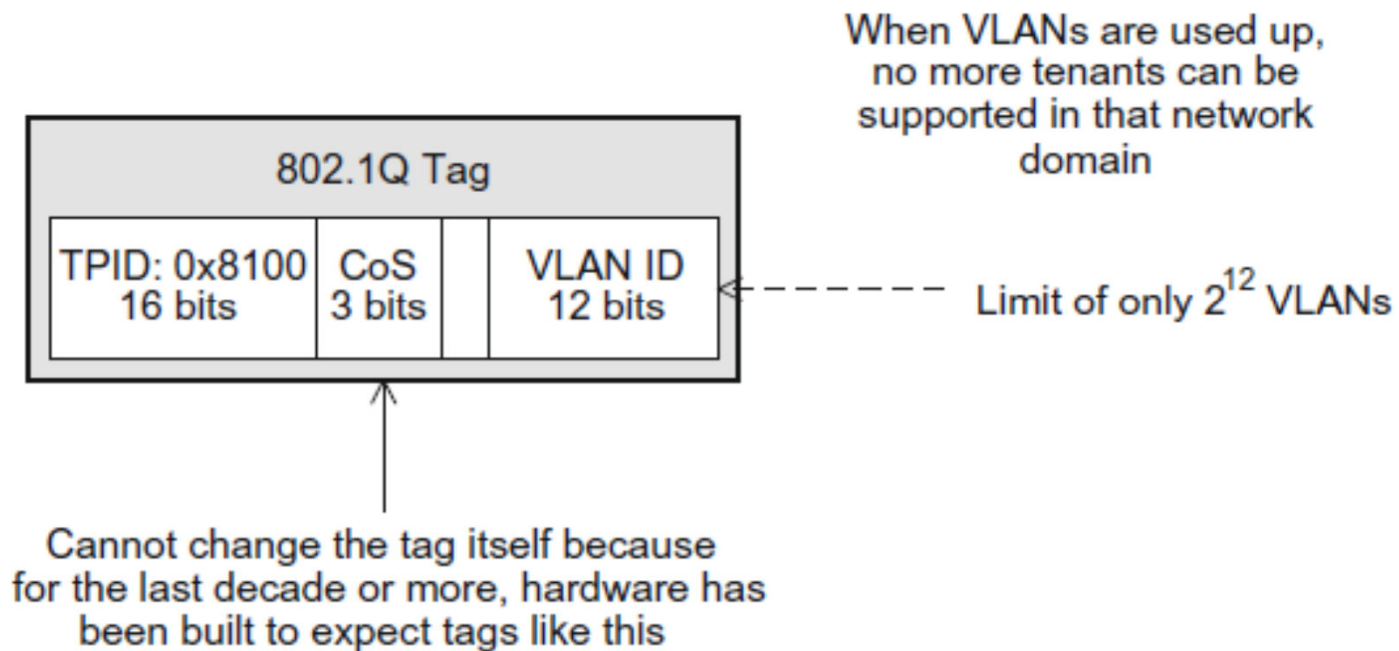 When VLANs are used up,
no more tenants can be
supported in that network
domain
802.1Q Tag
TPID: 0x8100
16 bits
CoS
3 bits
VLAN ID
12 bits
Limit of only 2^12 VLANs
Cannot change the tag itself because
for the last decade or more, hardware has
been built to expect tags like this